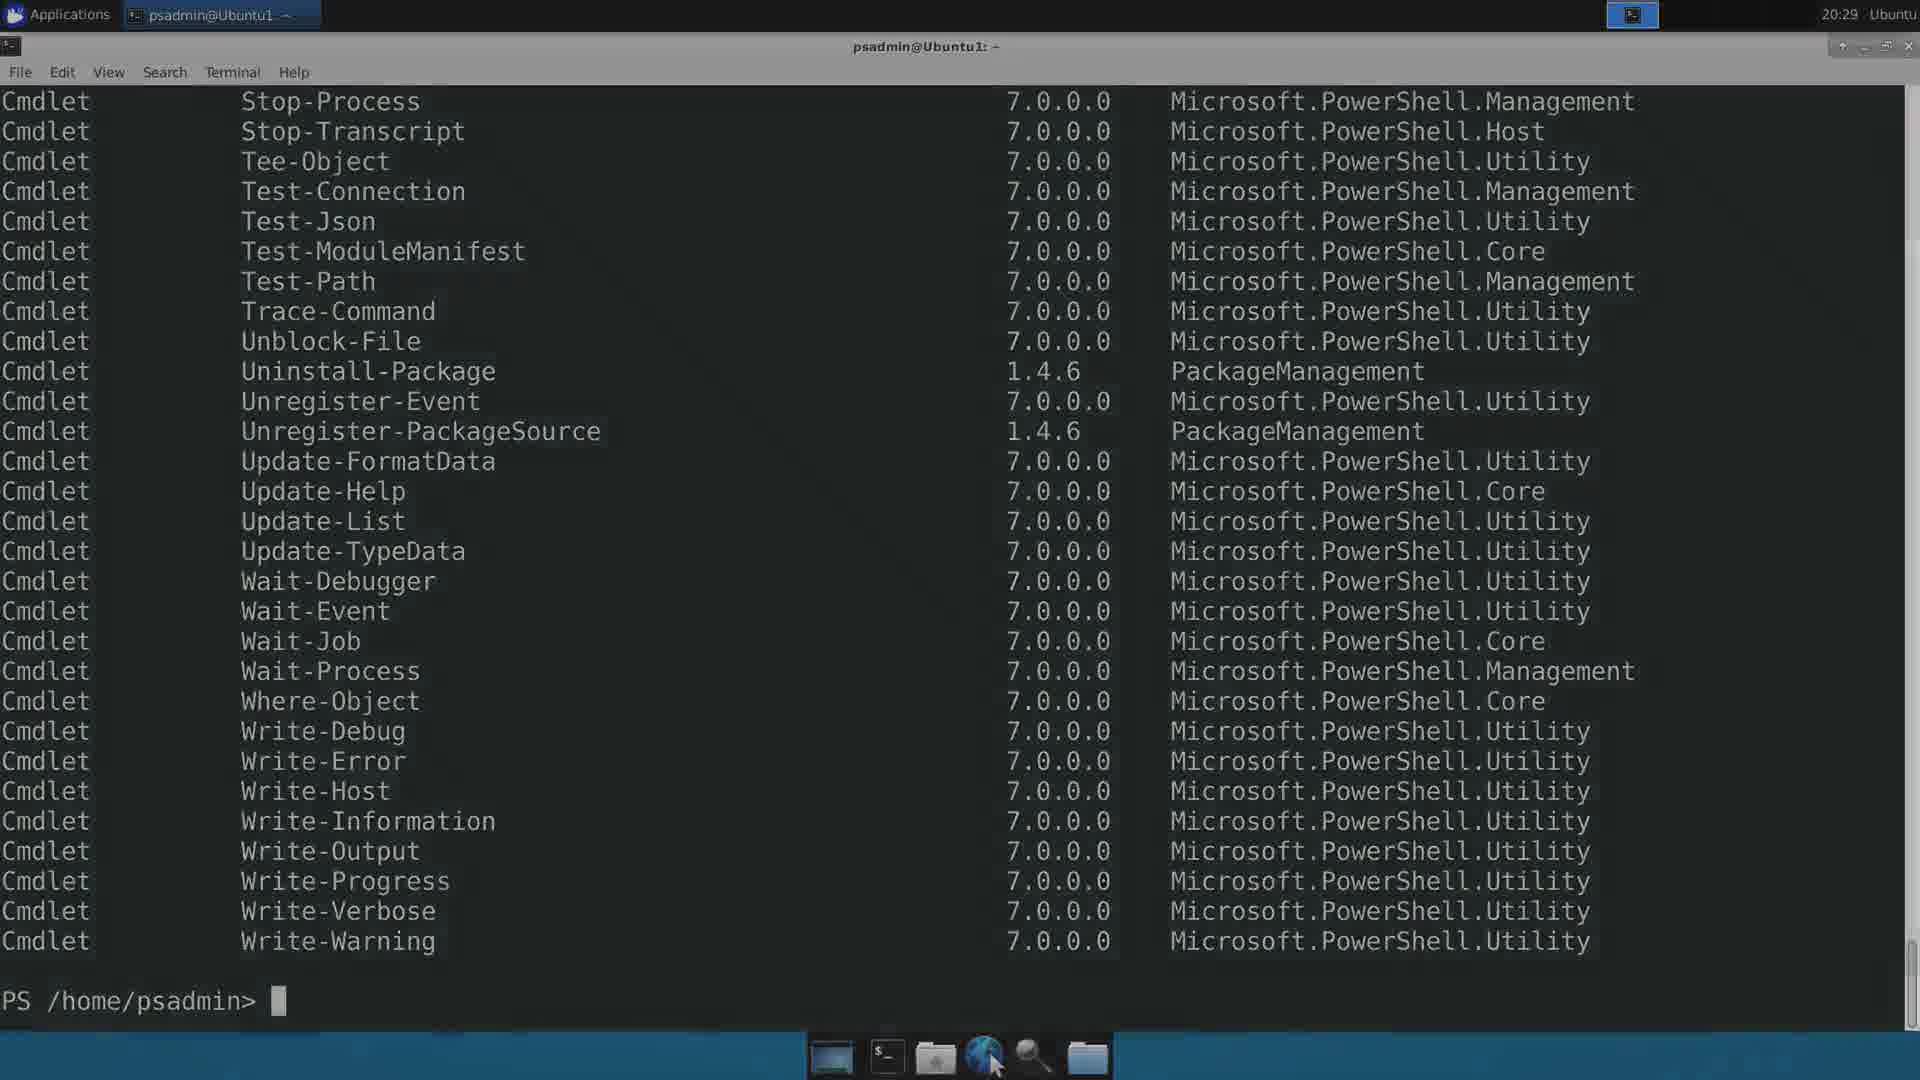 Applications psadmin@Ubuntu1: ~ 20:29 Ubuntu
psadmin@Ubuntu1: ~
File Edit View Search Terminal Help
Cmdlet Stop-Process 7.0.0.0 Microsoft.PowerShell.Management
Cmdlet Stop-Transcript 7.0.0.0 Microsoft.PowerShell.Host
Cmdlet Tee-Object 7.0.0.0 Microsoft.PowerShell.Utility
Cmdlet Test-Connection 7.0.0.0 Microsoft.PowerShell.Management
Cmdlet Test-Json 7.0.0.0 Microsoft.PowerShell.Utility
Cmdlet Test-ModuleManifest 7.0.0.0 Microsoft.PowerShell.Core
Cmdlet Test-Path 7.0.0.0 Microsoft.PowerShell.Management
Cmdlet Trace-Command 7.0.0.0 Microsoft.PowerShell.Utility
Cmdlet Unblock-File 7.0.0.0 Microsoft.PowerShell.Utility
Cmdlet Uninstall-Package 1.4.6 PackageManagement
Cmdlet Unregister-Event 7.0.0.0 Microsoft.PowerShell.Utility
Cmdlet Unregister-PackageSource 1.4.6 PackageManagement
Cmdlet Update-FormatData 7.0.0.0 Microsoft.PowerShell.Utility
Cmdlet Update-Help 7.0.0.0 Microsoft.PowerShell.Core
Cmdlet Update-List 7.0.0.0 Microsoft.PowerShell.Utility
Cmdlet Update-TypeData 7.0.0.0 Microsoft.PowerShell.Utility
Cmdlet Wait-Debugger 7.0.0.0 Microsoft.PowerShell.Utility
Cmdlet Wait-Event 7.0.0.0 Microsoft.PowerShell.Utility
Cmdlet Wait-Job 7.0.0.0 Microsoft.PowerShell.Core
Cmdlet Wait-Process 7.0.0.0 Microsoft.PowerShell.Management
Cmdlet Where-Object 7.0.0.0 Microsoft.PowerShell.Core
Cmdlet Write-Debug 7.0.0.0 Microsoft.PowerShell.Utility
Cmdlet Write-Error 7.0.0.0 Microsoft.PowerShell.Utility
Cmdlet Write-Host 7.0.0.0 Microsoft.PowerShell.Utility
Cmdlet Write-Information 7.0.0.0 Microsoft.PowerShell.Utility
Cmdlet Write-Output 7.0.0.0 Microsoft.PowerShell.Utility
Cmdlet Write-Progress 7.0.0.0 Microsoft.PowerShell.Utility
Cmdlet Write-Verbose 7.0.0.0 Microsoft.PowerShell.Utility
Cmdlet Write-Warning 7.0.0.0 Microsoft.PowerShell.Utility
PS /home/psadmin>